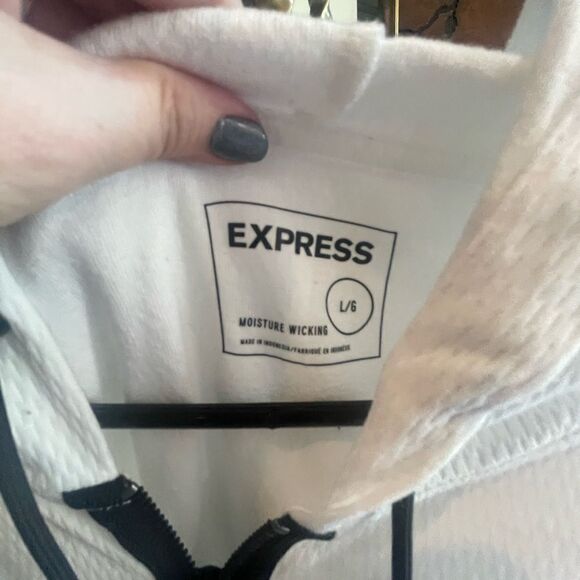 EXPRESS
L/G
MOISTURE WICKING
MADE IN INDONESIA/FABRIQUÉ EN INDONÉSIE